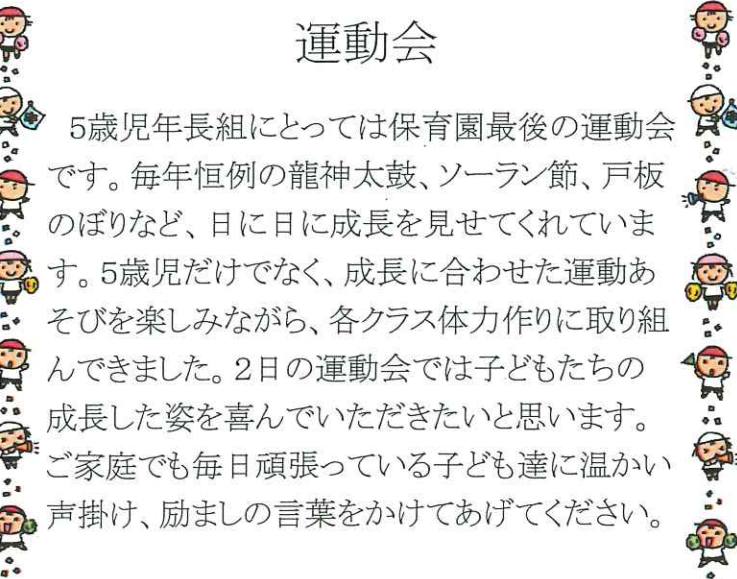 運動会
5歳児年長組にとっては保育園最後の運動会
です。毎年恒例の龍神太鼓、ソーラン節、戸板
のぼりなど、日に日に成長を見せてくれていま
す。5歳児だけでなく、成長に合わせた運動あ
そびを楽しみながら、各クラス体力作りに取り組
んできました。2日の運動会では子どもたちの
成長した姿を喜んでいただきたいと思います。
ご家庭でも毎日頑張っている子ども達に温かい
声掛け、励ましの言葉をかけてあげてください。